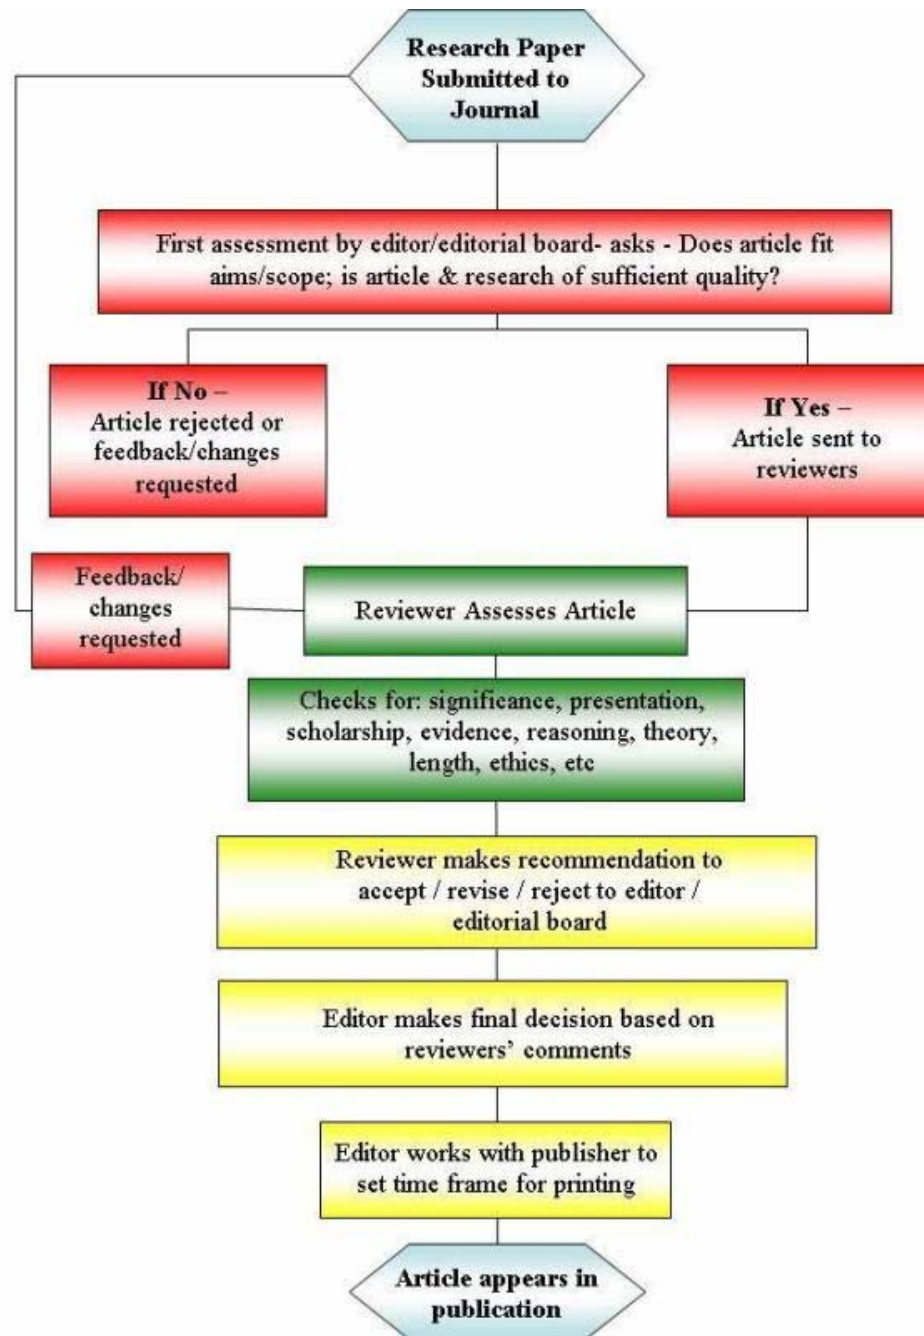 Research Paper
Submitted to
Journal
First assessment by editor/editorial board- asks - Does article fit
aims/scope; is article & research of sufficient quality?
If No –
Article rejected or
feedback/changes
requested
If Yes –
Article sent to
reviewers
Feedback/
changes
requested
Reviewer Assesses Article
Checks for: significance, presentation,
scholarship, evidence, reasoning, theory,
length, ethics, etc
Reviewer makes recommendation to
accept / revise / reject to editor /
editorial board
Editor makes final decision based on
reviewers’ comments
Editor works with publisher to
set time frame for printing
Article appears in
publication